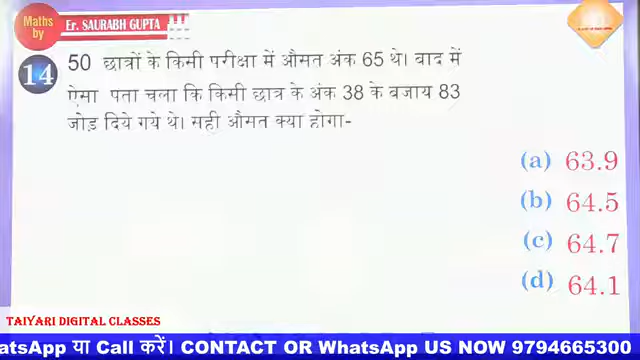 Maths
by
Er. SAURABH GUPTA
14
50 छात्रों के किसी परीक्षा में औसत अंक 65 थे। बाद में
ऐसा पता चला कि किसी छात्र के अंक 38 के बजाय 83
जोड़ दिये गये थे। सही औसत क्या होगा-
(a) 63.9
(b) 64.5
(c) 64.7
(d) 64.1
TAIYARI DIGITAL CLASSES
atsApp या Call करें। CONTACT OR WhatsApp US NOW 9794665300